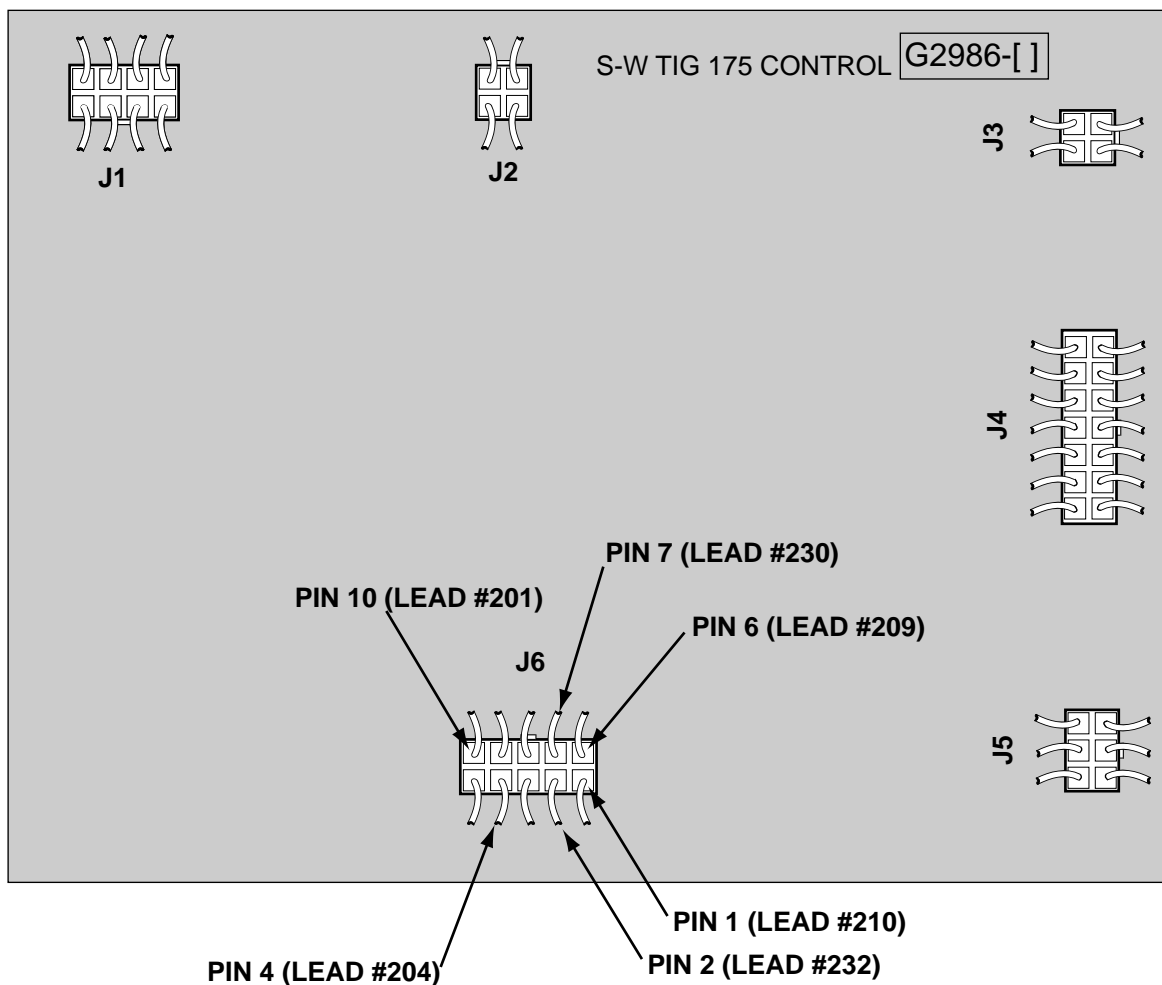 S-W TIG 175 CONTROL G2986-[ ]
J1
J2
J3
J4
PIN 7 (LEAD #230)
PIN 10 (LEAD #201)
PIN 6 (LEAD #209)
J6
J5
PIN 1 (LEAD #210)
PIN 2 (LEAD #232)
PIN 4 (LEAD #204)